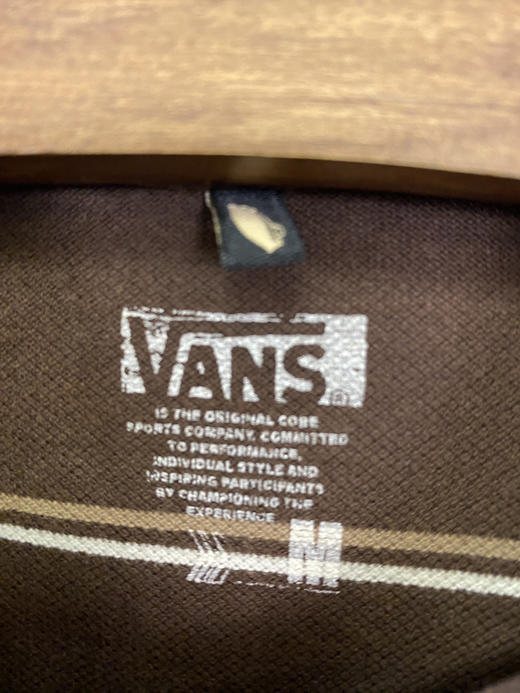 VANS
IS THE ORIGINAL CORE
SPORTS COMPANY, COMMITTED
TO PERFORMANCE,
INDIVIDUAL STYLE AND
INSPIRING PARTICIPANTS
BY CHAMPIONING THE
EXPERIENCE
M